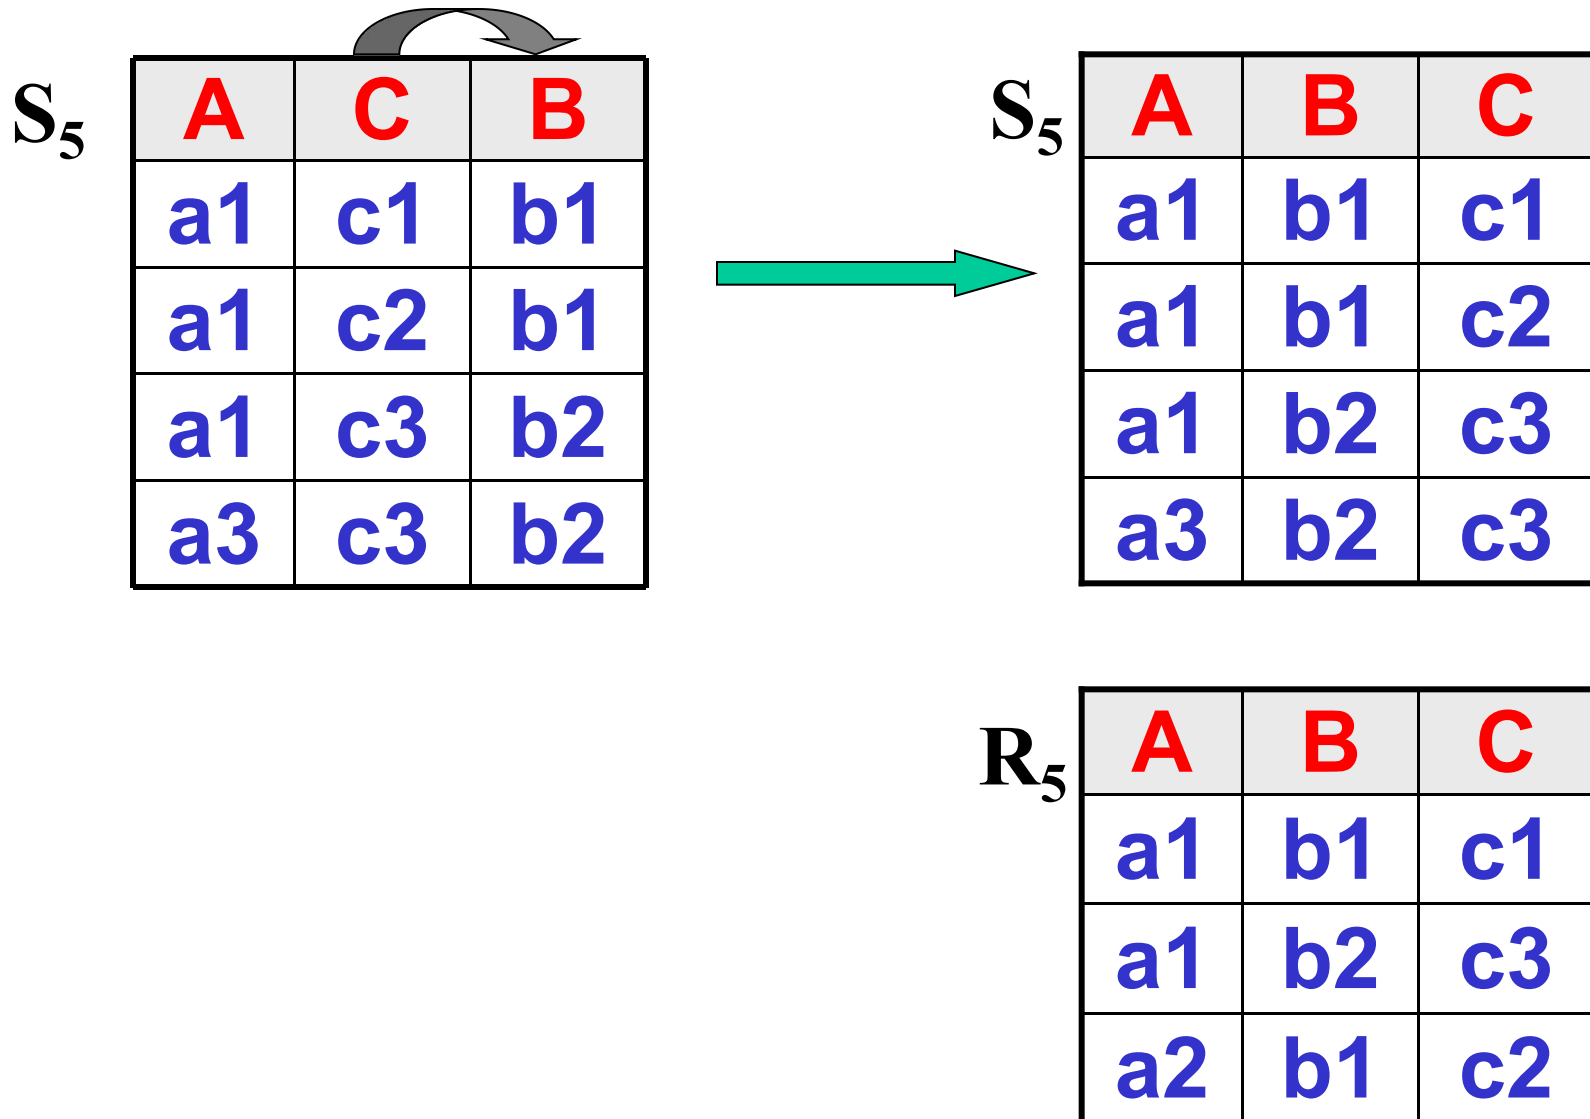 S5
A C B
a1 c1 b1
a1 c2 b1
a1 c3 b2
a3 c3 b2
S5
A B C
a1 b1 c1
a1 b1 c2
a1 b2 c3
a3 b2 c3
R5
A B C
a1 b1 c1
a1 b2 c3
a2 b1 c2